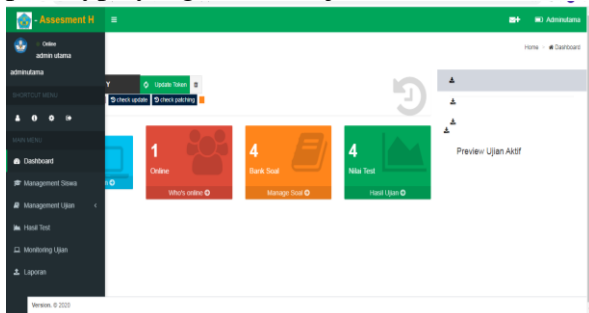 - Assesment H
Adminutama
Online
admin utama
adminutama
Home / Dashboard
SHORTCUT MENU
MAIN MENU
Dashboard
Management Siswa
Management Ujian
Hasil Test
Monitoring Ujian
Laporan
Y
Update Token
check update
check patching
1
Online
Who's online
4
Bank Soal
Manage Soal
4
Nilai Test
Hasil Ujian
Preview Ujian Aktif
Version. © 2020